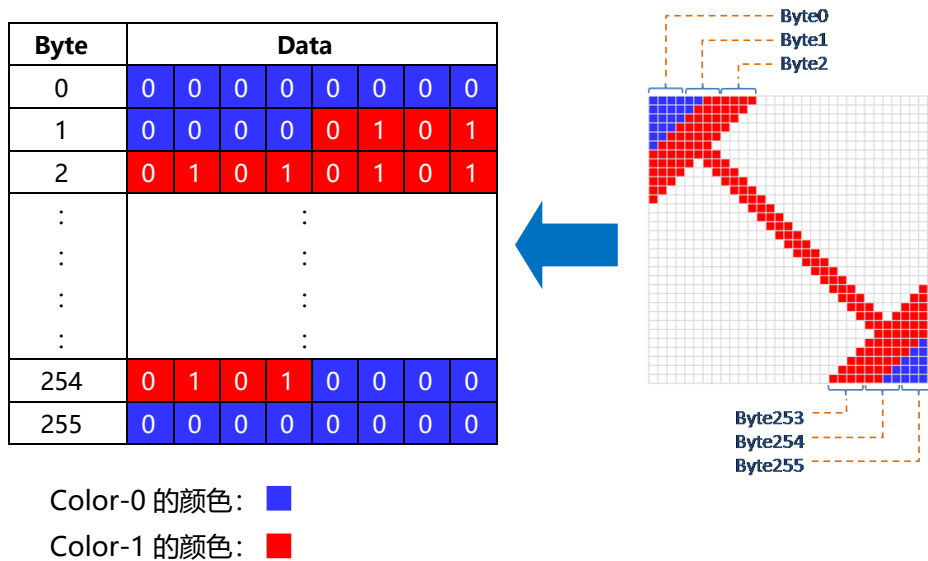 Byte Data
0 0 0 0 0 0 0 0 0
1 0 0 0 0 0 1 0 1
2 0 1 0 1 0 1 0 1
: :
: :
: :
: :
254 0 1 0 1 0 0 0 0
255 0 0 0 0 0 0 0 0
Color-0 的颜色：
Color-1 的颜色：
Byte0
Byte1
Byte2
Byte253
Byte254
Byte255